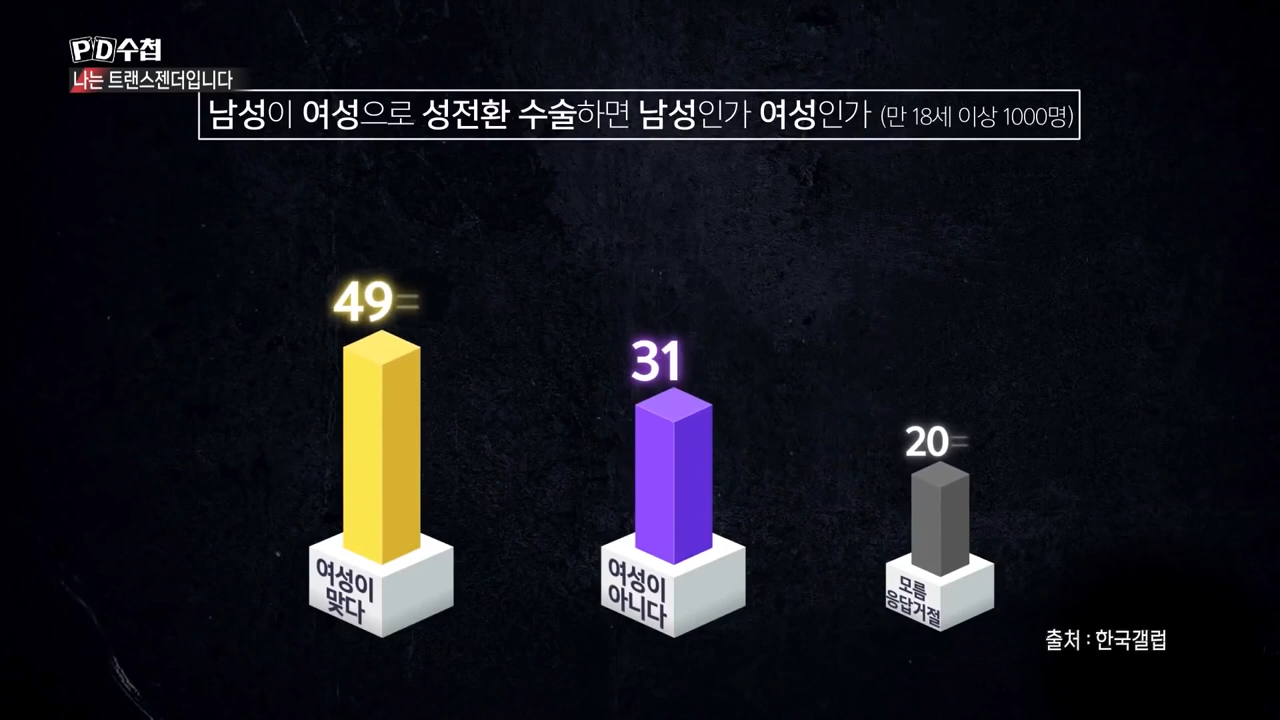 PD수첩
나는 트랜스젠더입니다
남성이 여성으로 성전환 수술하면 남성인가 여성인가 (만 18세 이상 1000명)
49
31
20
여성이
맞다
여성이
아니다
모름
응답거절
출처 : 한국갤럽